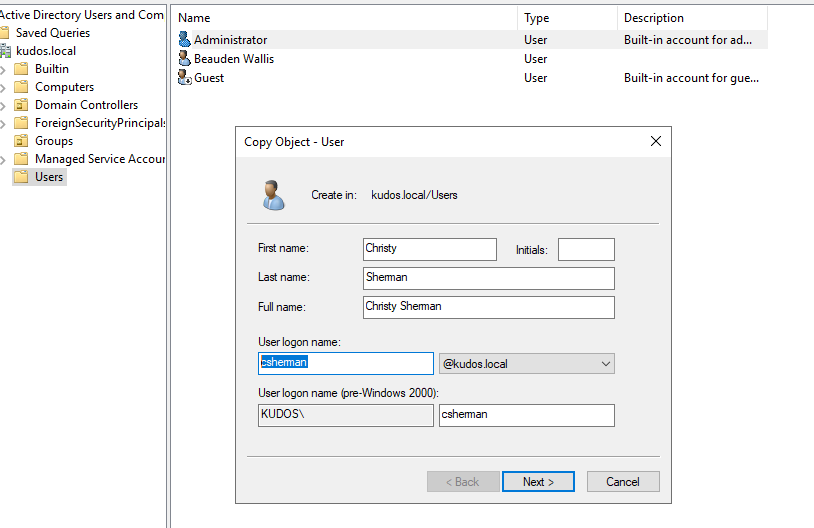 Active Directory Users and Com
Saved Queries
kudos.local
Builtin
Computers
Domain Controllers
ForeignSecurityPrincipals
Groups
Managed Service Accour
Users
Name Type Description
Administrator User Built-in account for ad...
Beauden Wallis User
Guest User Built-in account for gue...
Copy Object - User
Create in: kudos.local/Users
First name: Christy Initials:
Last name: Sherman
Full name: Christy Sherman
User logon name:
csherman @kudos.local
User logon name (pre-Windows 2000):
KUDOS\ csherman
< Back Next > Cancel